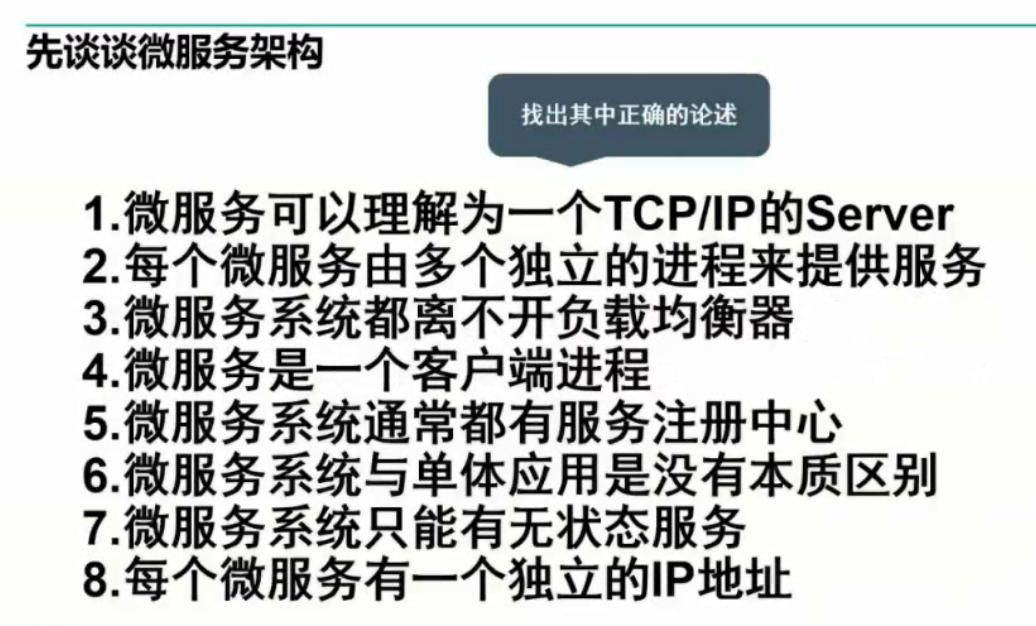 先谈谈微服务架构
找出其中正确的论述
1.微服务可以理解为一个TCP/IP的Server
2.每个微服务由多个独立的进程来提供服务
3.微服务系统都离不开负载均衡器
4.微服务是一个客户端进程
5.微服务系统通常都有服务注册中心
6.微服务系统与单体应用是没有本质区别
7.微服务系统只能有无状态服务
8.每个微服务有一个独立的IP地址